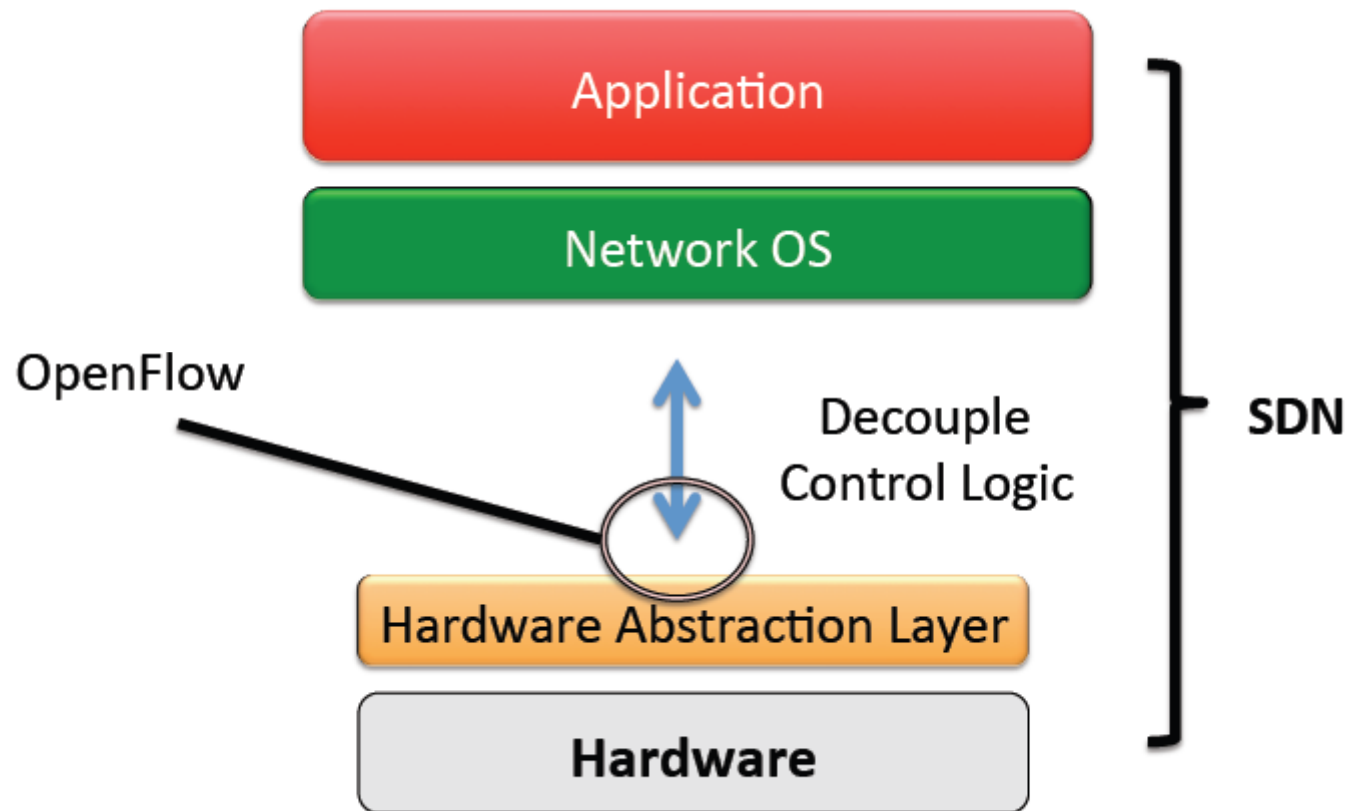 Application
Network OS
OpenFlow
Decouple
Control Logic
SDN
Hardware Abstraction Layer
Hardware